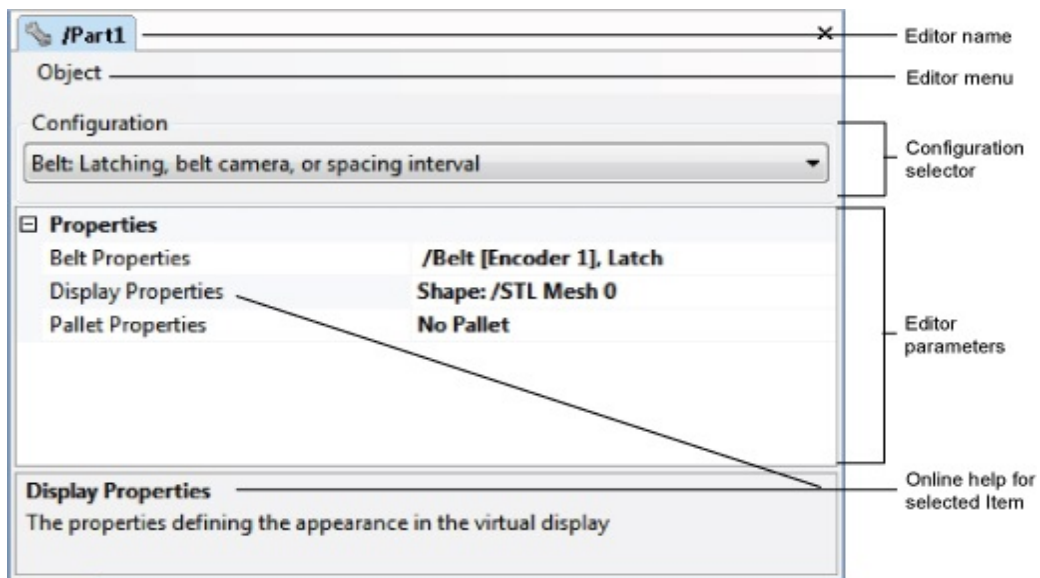 /Part1
Editor name
Object
Editor menu
Configuration
Belt: Latching, belt camera, or spacing interval
Configuration
selector
Properties
Belt Properties /Belt [Encoder 1], Latch
Display Properties Shape: /STL Mesh 0
Pallet Properties No Pallet
Editor
parameters
Display Properties
The properties defining the appearance in the virtual display
Online help for
selected Item